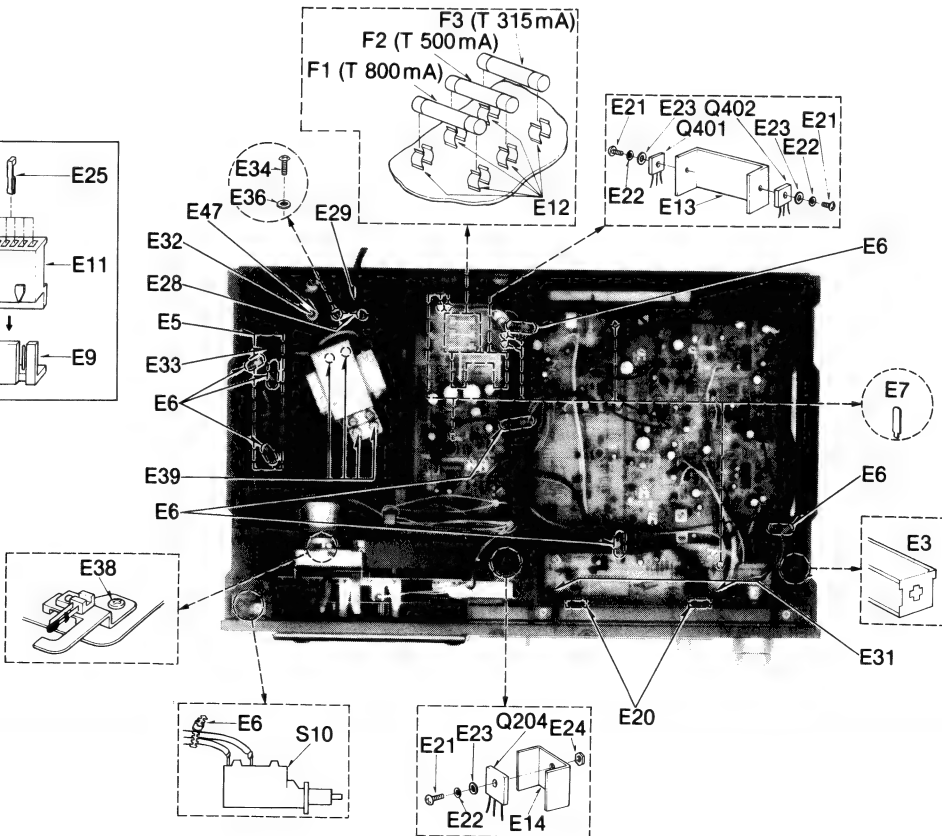 F3 (T 315mA)
F2 (T 500mA)
F1 (T 800mA)
E12
E21 E23 Q402
Q401
E23 E21
E22
E22 E13
E25
E11
E9
E34
E36
E47
E29
E32
E28
E5
E33
E6
E39
E6
E6
E7
E6
E3
E38
E31
E20
E6
S10
Q204
E24
E23
E21
E22
E14